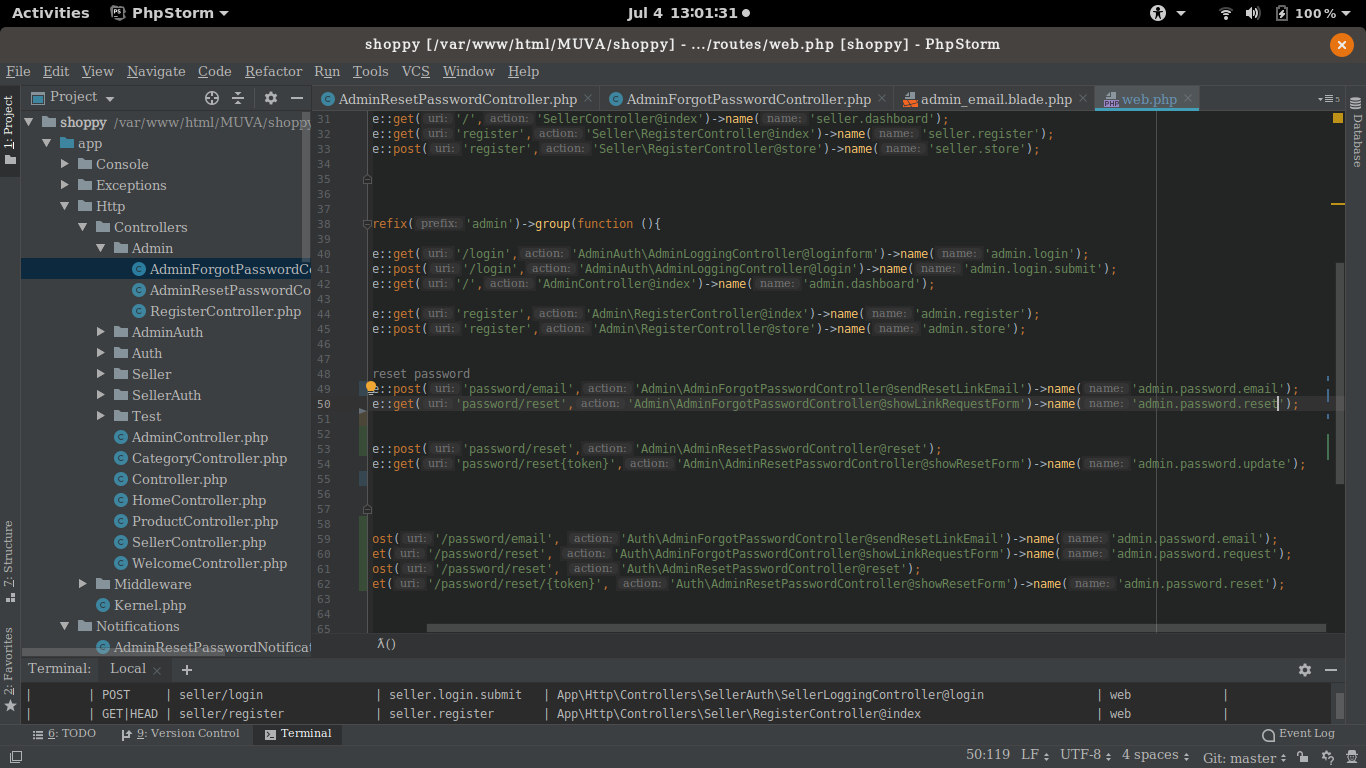 Activities PhpStorm Jul 4 13:01:31 100 %
shoppy [/var/www/html/MUVA/shoppy] - .../routes/web.php [shoppy] - PhpStorm
File Edit View Navigate Code Refactor Run Tools VCS Window Help
Project
AdminResetPasswordController.php AdminForgotPasswordController.php admin_email.blade.php web.php 5
1: Project
7: Structure
2: Favorites
Database
shoppy /var/www/html/MUVA/shoppy
app
Console
Exceptions
Http
Controllers
Admin
AdminForgotPasswordC
AdminResetPasswordCo
RegisterController.php
AdminAuth
Auth
Seller
SellerAuth
Test
AdminController.php
CategoryController.php
Controller.php
HomeController.php
ProductController.php
SellerController.php
WelcomeController.php
Middleware
Kernel.php
Notifications
AdminResetPasswordNotificat
31 e::get( uri: '/', action: 'SellerController@index')->name( name: 'seller.dashboard');
32 e::get( uri: 'register', action: 'Seller\RegisterController@index')->name( name: 'seller.register');
33 e::post( uri: 'register', action: 'Seller\RegisterController@store')->name( name: 'seller.store');
34
35
36
37
38 refix( prefix: 'admin')->group(function (){
39
40 e::get( uri: '/login', action: 'AdminAuth\AdminLoggingController@loginform')->name( name: 'admin.login');
41 e::post( uri: '/login', action: 'AdminAuth\AdminLoggingController@login')->name( name: 'admin.login.submit');
42 e::get( uri: '/', action: 'AdminController@index')->name( name: 'admin.dashboard');
43
44 e::get( uri: 'register', action: 'Admin\RegisterController@index')->name( name: 'admin.register');
45 e::post( uri: 'register', action: 'Admin\RegisterController@store')->name( name: 'admin.store');
46
47
48 reset password
49 e::post( uri: 'password/email', action: 'Admin\AdminForgotPasswordController@sendResetLinkEmail')->name( name: 'admin.password.email');
50 e::get( uri: 'password/reset', action: 'Admin\AdminForgotPasswordController@showLinkRequestForm')->name( name: 'admin.password.reset');
51
52
53 e::post( uri: 'password/reset', action: 'Admin\AdminResetPasswordController@reset');
54 e::get( uri: 'password/reset{token}', action: 'Admin\AdminResetPasswordController@showResetForm')->name( name: 'admin.password.update');
55
56
57
58
59 ost( uri: '/password/email', action: 'Auth\AdminForgotPasswordController@sendResetLinkEmail')->name( name: 'admin.password.email');
60 et( uri: '/password/reset', action: 'Auth\AdminForgotPasswordController@showLinkRequestForm')->name( name: 'admin.password.request');
61 ost( uri: '/password/reset', action: 'Auth\AdminResetPasswordController@reset');
62 et( uri: '/password/reset/{token}', action: 'Auth\AdminResetPasswordController@showResetForm')->name( name: 'admin.password.reset');
63
64
65
λ()
Terminal: Local
| | POST | seller/login | seller.login.submit | App\Http\Controllers\SellerAuth\SellerLoggingController@login | web |
| | GET|HEAD | seller/register | seller.register | App\Http\Controllers\Seller\RegisterController@index | web |
6: TODO 9: Version Control Terminal Event Log
50:119 LF UTF-8 4 spaces Git: master